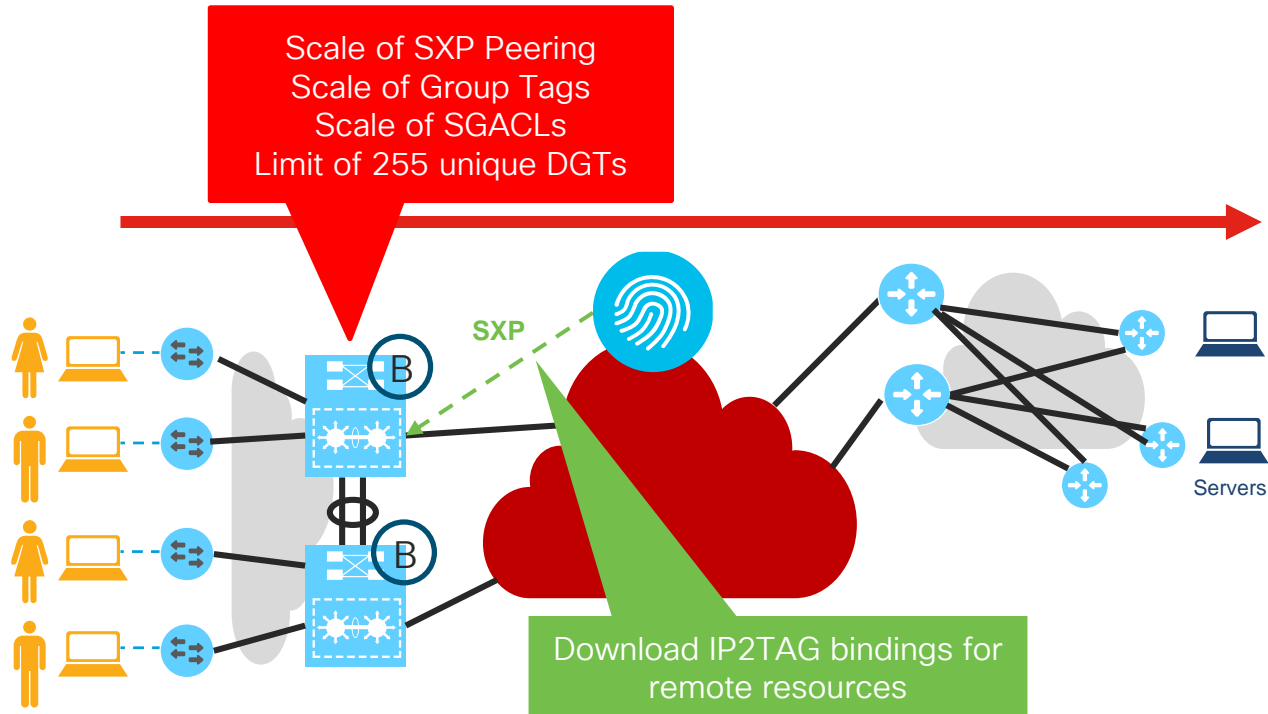 Scale of SXP Peering
Scale of Group Tags
Scale of SGACLs
Limit of 255 unique DGTs
SXP
B
B
Servers
Download IP2TAG bindings for
remote resources